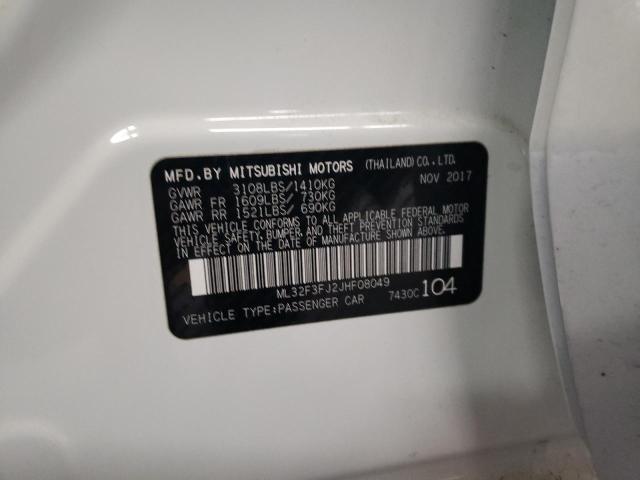 MFD.BY MITSUBISHI MOTORS (THAILAND)CO.,LTD.
GVWR 3108LBS/1410KG NOV 2017
GAWR FR 1609LBS/ 730KG
GAWR RR 1521LBS/ 690KG
THIS VEHICLE CONFORMS TO ALL APPLICABLE FEDERAL MOTOR
VEHICLE SAFETY,BUMPER,AND THEFT PREVENTION STANDARDS
IN EFFECT ON THE DATE OF MANUFACTURE SHOWN ABOVE.
ML32F3FJ2JHF08049
VEHICLE TYPE:PASSENGER CAR 7430C 104